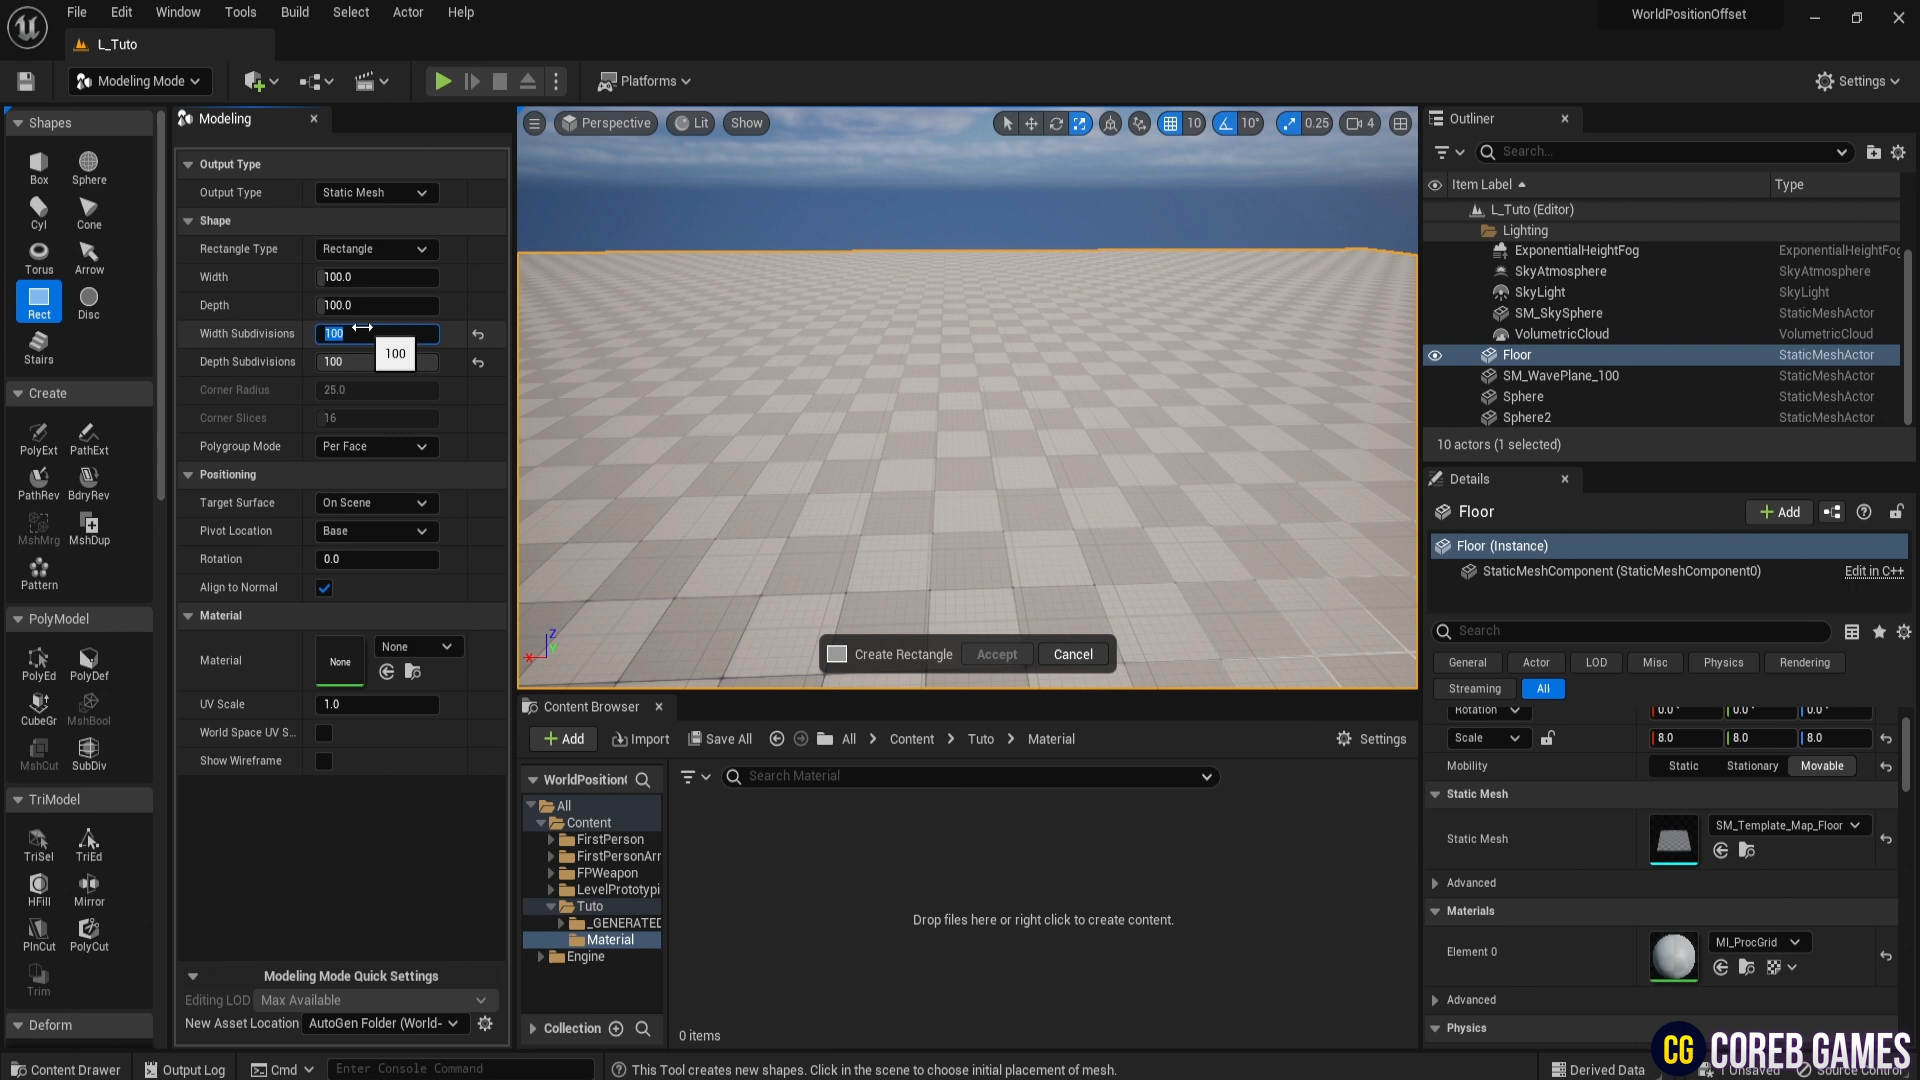 File Edit Window Tools Build Select Actor Help
WorldPositionOffset
L_Tuto
Modeling Mode
Platforms
Settings
Shapes
Box Sphere
Cyl Cone
Torus Arrow
Rect Disc
Stairs
Create
PolyExt PathExt
PathRev BdryRev
MshMrg MshDup
Pattern
PolyModel
PolyEd PolyDef
CubeGr MshBool
MshCut SubDiv
TriModel
TriSel TriEd
HFill Mirror
PlnCut PolyCut
Trim
Deform
Modeling
Output Type
Output Type Static Mesh
Shape
Rectangle Type Rectangle
Width 100.0
Depth 100.0
Width Subdivisions 100
100
Depth Subdivisions 100
Corner Radius 25.0
Corner Slices 16
Polygroup Mode Per Face
Positioning
Target Surface On Scene
Pivot Location Base
Rotation 0.0
Align to Normal
Material
Material None None
UV Scale 1.0
World Space UV S...
Show Wireframe
Modeling Mode Quick Settings
Editing LOD Max Available
New Asset Location AutoGen Folder (World-
Perspective Lit Show
10 10° 0.25 4
Z
Y
X
Create Rectangle Accept Cancel
Content Browser
Add Import Save All All Content Tuto Material Settings
WorldPosition
Search Material
All
Content
FirstPerson
FirstPersonArr
FPWeapon
LevelPrototypi
Tuto
_GENERATED
Material
Engine
Collection
Drop files here or right click to create content.
0 items
Outliner
Search...
Item Label Type
L_Tuto (Editor)
Lighting
ExponentialHeightFog ExponentialHeightFog
SkyAtmosphere SkyAtmosphere
SkyLight SkyLight
SM_SkySphere StaticMeshActor
VolumetricCloud VolumetricCloud
Floor StaticMeshActor
SM_WavePlane_100 StaticMeshActor
Sphere StaticMeshActor
Sphere2 StaticMeshActor
10 actors (1 selected)
Details
Floor
Add
Floor (Instance)
StaticMeshComponent (StaticMeshComponent0) Edit in C++
Search
General Actor LOD Misc Physics Rendering
Streaming All
Rotation 0.0° 0.0° 0.0°
Scale 8.0 8.0 8.0
Mobility Static Stationary Movable
Static Mesh
Static Mesh SM_Template_Map_Floor
Advanced
Materials
Element 0 MI_ProcGrid
Advanced
Physics
CG COREB GAMES
Content Drawer Output Log Cmd Enter Console Command
This Tool creates new shapes. Click in the scene to choose initial placement of mesh.
Derived Data 1 Unsaved Source Control